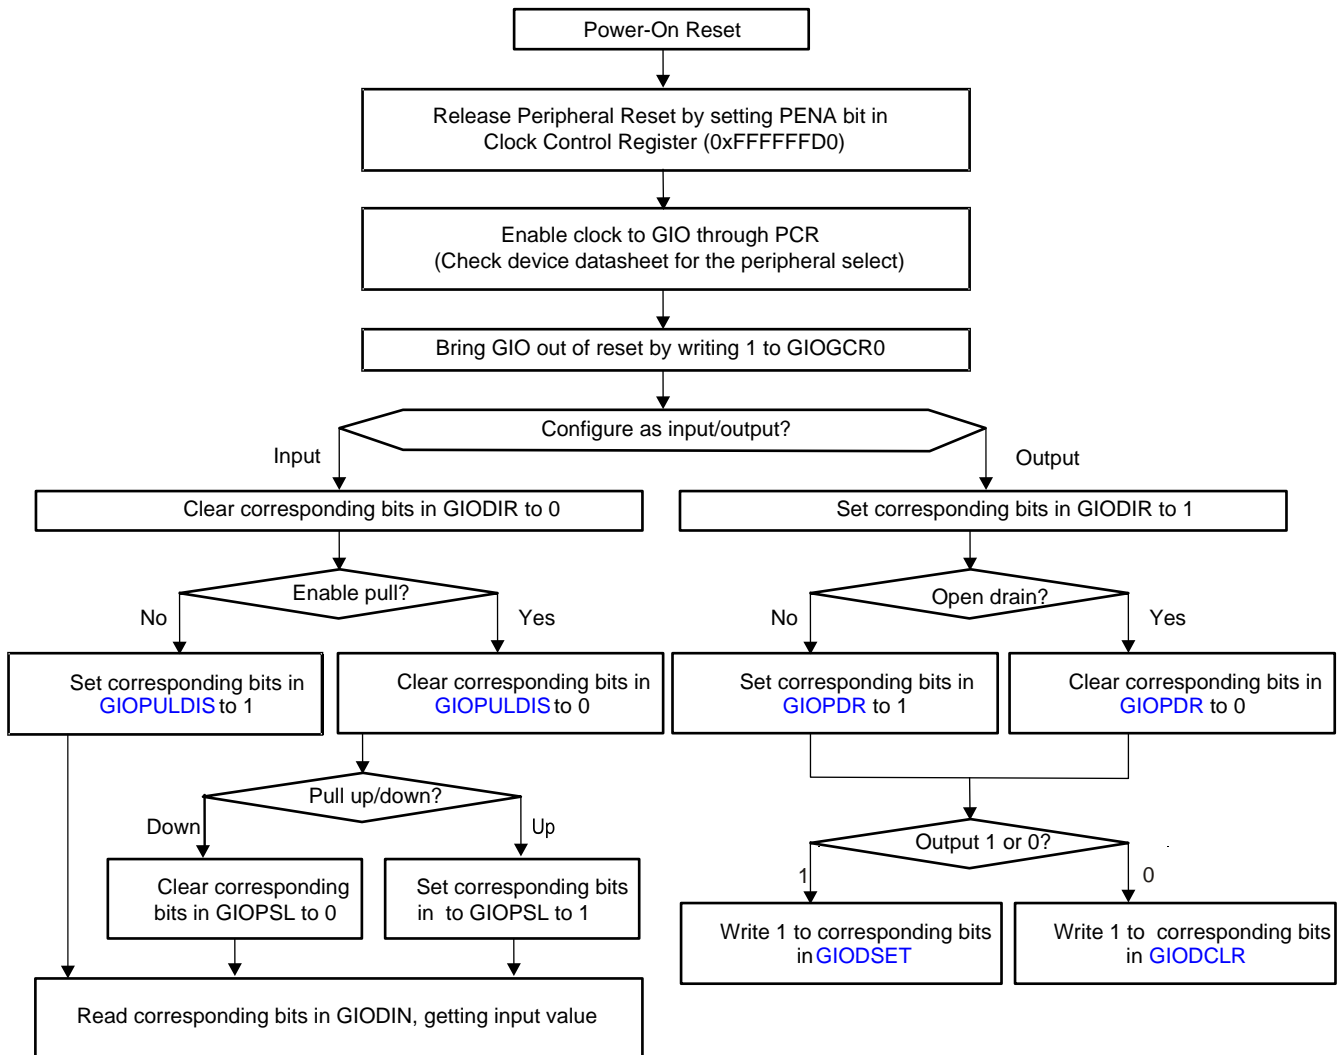 Power-On Reset
Release Peripheral Reset by setting PENA bit in
Clock Control Register (0xFFFFFFD0)
Enable clock to GIO through PCR
(Check device datasheet for the peripheral select)
Bring GIO out of reset by writing 1 to GIOGCR0
Configure as input/output?
Input
Output
Clear corresponding bits in GIODIR to 0
Set corresponding bits in GIODIR to 1
Enable pull?
Open drain?
No
Yes
No
Yes
Set corresponding bits in
GIOPULDIS to 1
Clear corresponding bits in
GIOPULDIS to 0
Set corresponding bits in
GIOPDR to 1
Clear corresponding bits in
GIOPDR to 0
Pull up/down?
Down
Up
Output 1 or 0?
1
0
Clear corresponding
bits in GIOPSL to 0
Set corresponding bits
in to GIOPSL to 1
Write 1 to corresponding bits
in GIODSET
Write 1 to corresponding bits
in GIODCLR
Read corresponding bits in GIODIN, getting input value